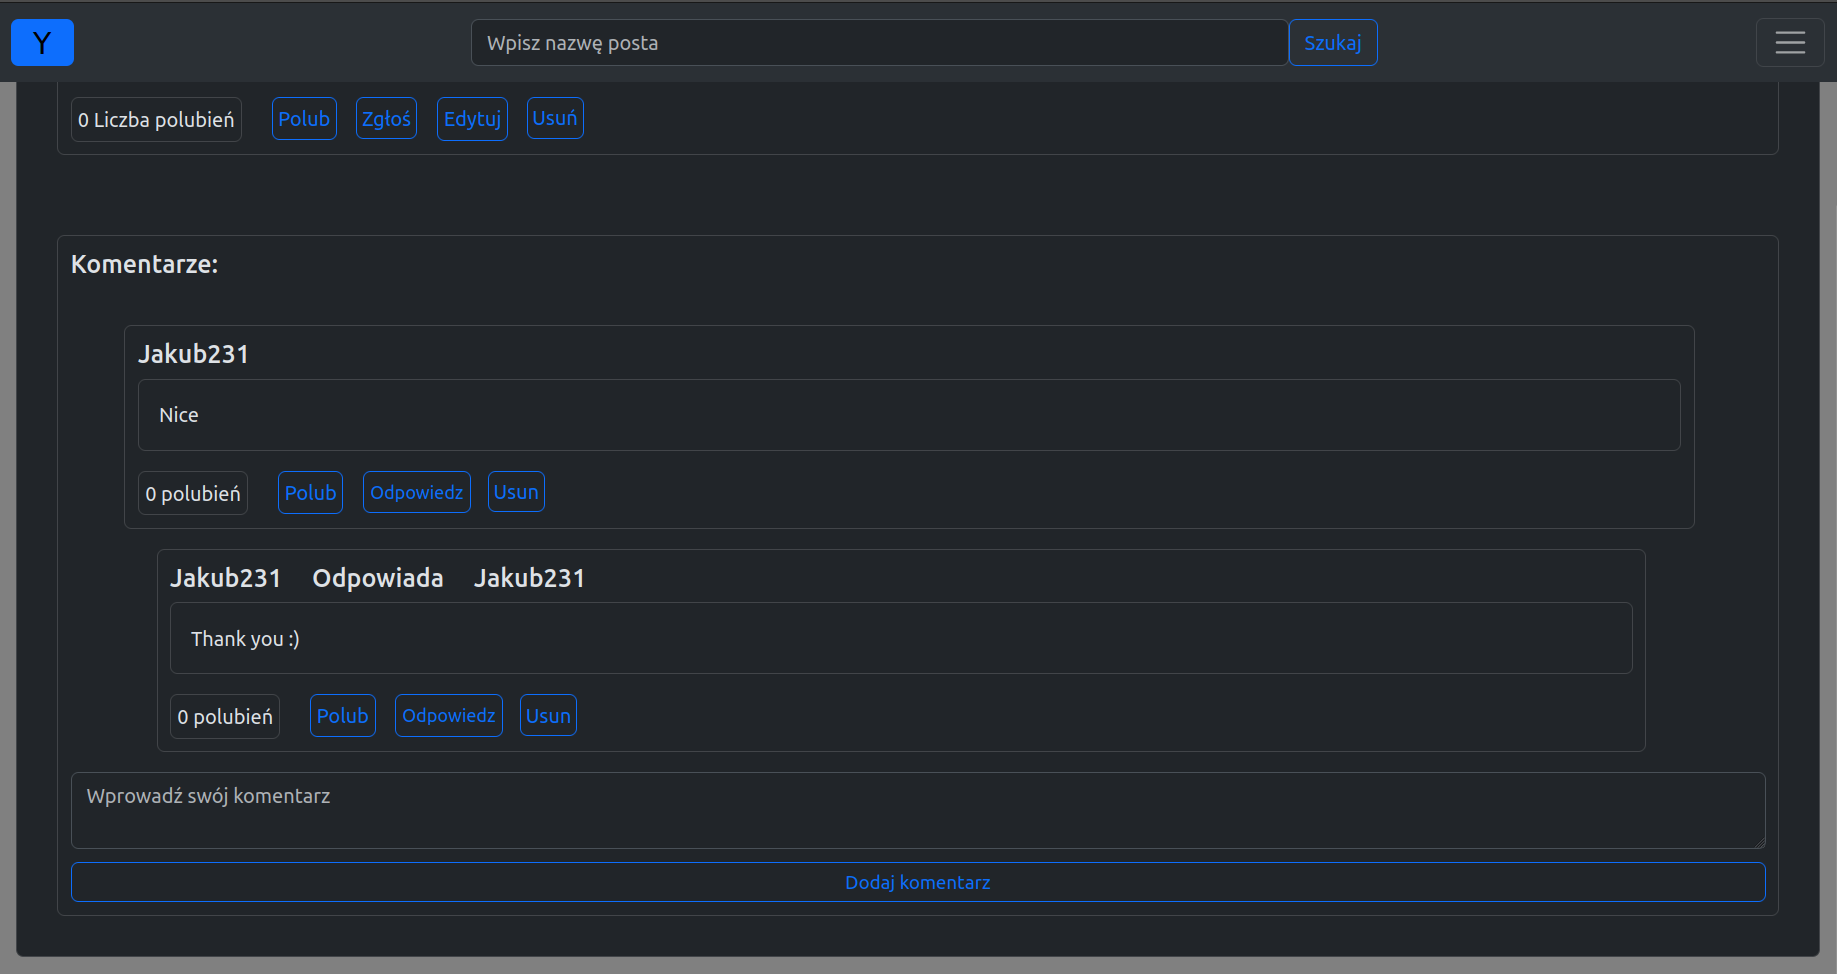 Y Wpisz nazwę posta Szukaj
0 Liczba polubień Polub Zgłoś Edytuj Usuń
Komentarze:
Jakub231
Nice
0 polubień Polub Odpowiedz Usun
Jakub231 Odpowiada Jakub231
Thank you :)
0 polubień Polub Odpowiedz Usun
Wprowadź swój komentarz
Dodaj komentarz